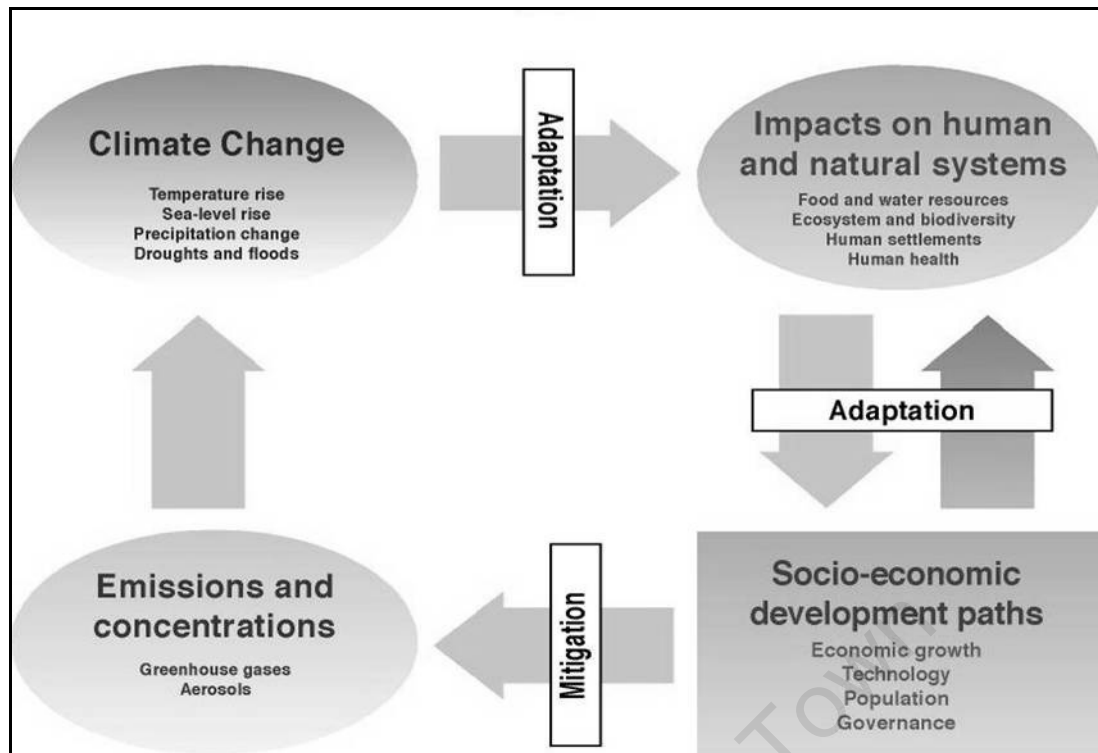 Climate Change
Temperature rise
Sea-level rise
Precipitation change
Droughts and floods
Adaptation
Impacts on human
and natural systems
Food and water resources
Ecosystem and biodiversity
Human settlements
Human health
Adaptation
Emissions and
concentrations
Greenhouse gases
Aerosols
Mitigation
Socio-economic
development paths
Economic growth
Technology
Population
Governance
Town